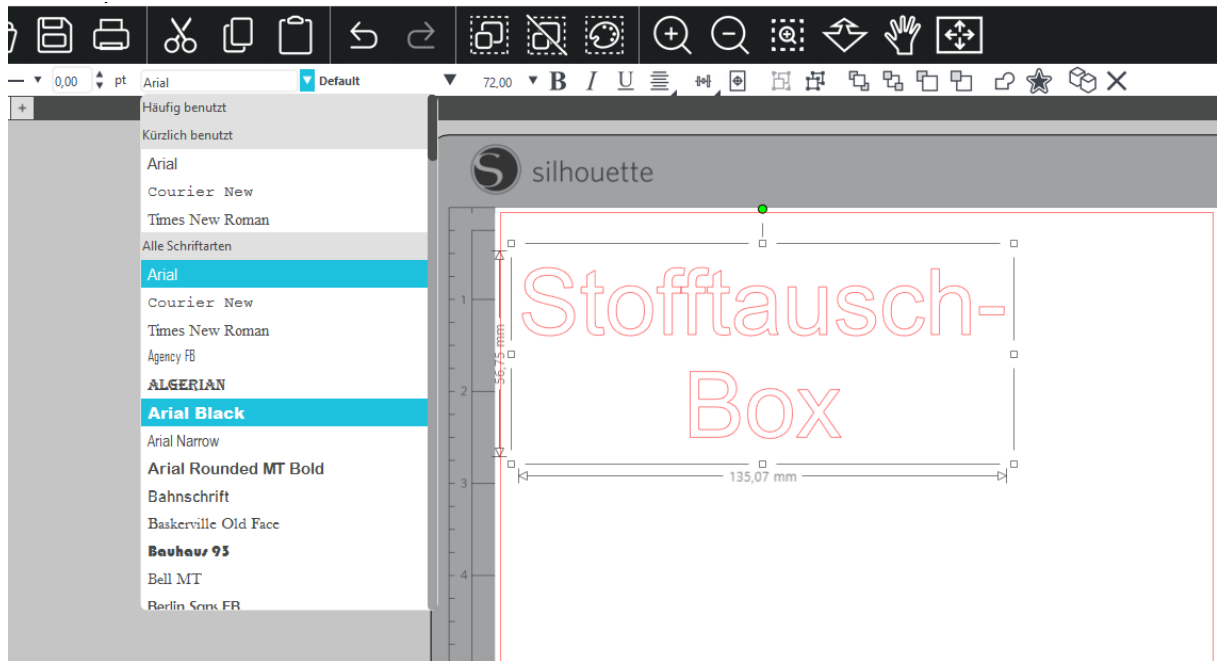 0,00 pt Arial Default 72,00 B I U
+
Häufig benutzt
Kürzlich benutzt
Arial
Courier New
Times New Roman
Alle Schriftarten
Arial
Courier New
Times New Roman
Agency FB
ALGERIAN
Arial Black
Arial Narrow
Arial Rounded MT Bold
Bahnschrift
Baskerville Old Face
Bauhaus 93
Bell MT
Berlin Sans FB
S silhouette
Stofftausch-
Box
56,75 mm
135,07 mm
1
2
3
4